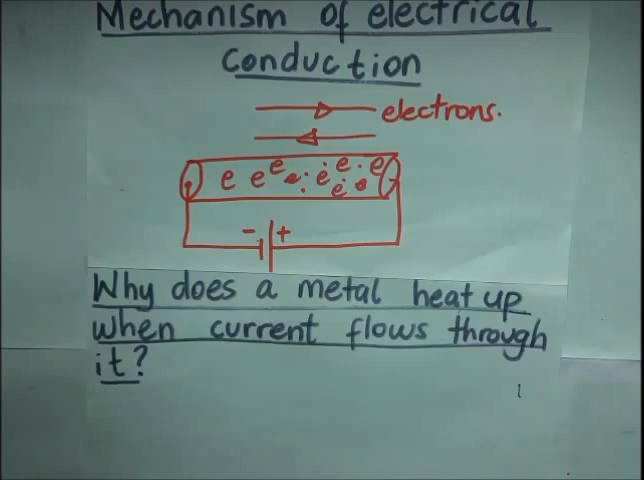 Mechanism of electrical
Conduction
electrons.
e e e e e e e
- +
Why does a metal heat up
when current flows through
it?